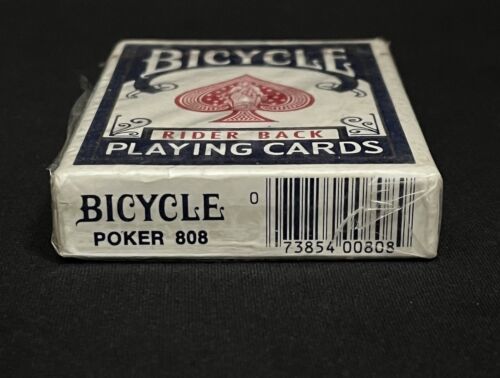 BICYCLE
RIDER BACK
PLAYING CARDS
BICYCLE
POKER 808
0
73854 00808